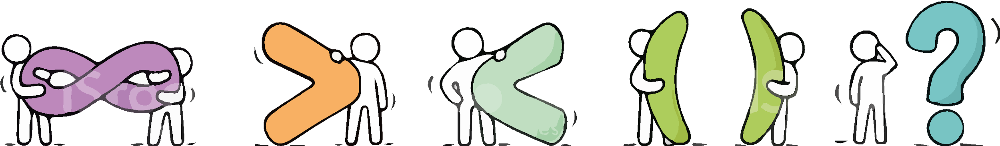 ∞ > < ( ) ?